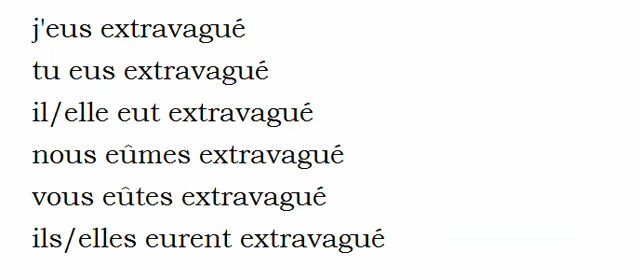 j'eus extravagué
tu eus extravagué
il/elle eut extravagué
nous eûmes extravagué
vous eûtes extravagué
ils/elles eurent extravagué